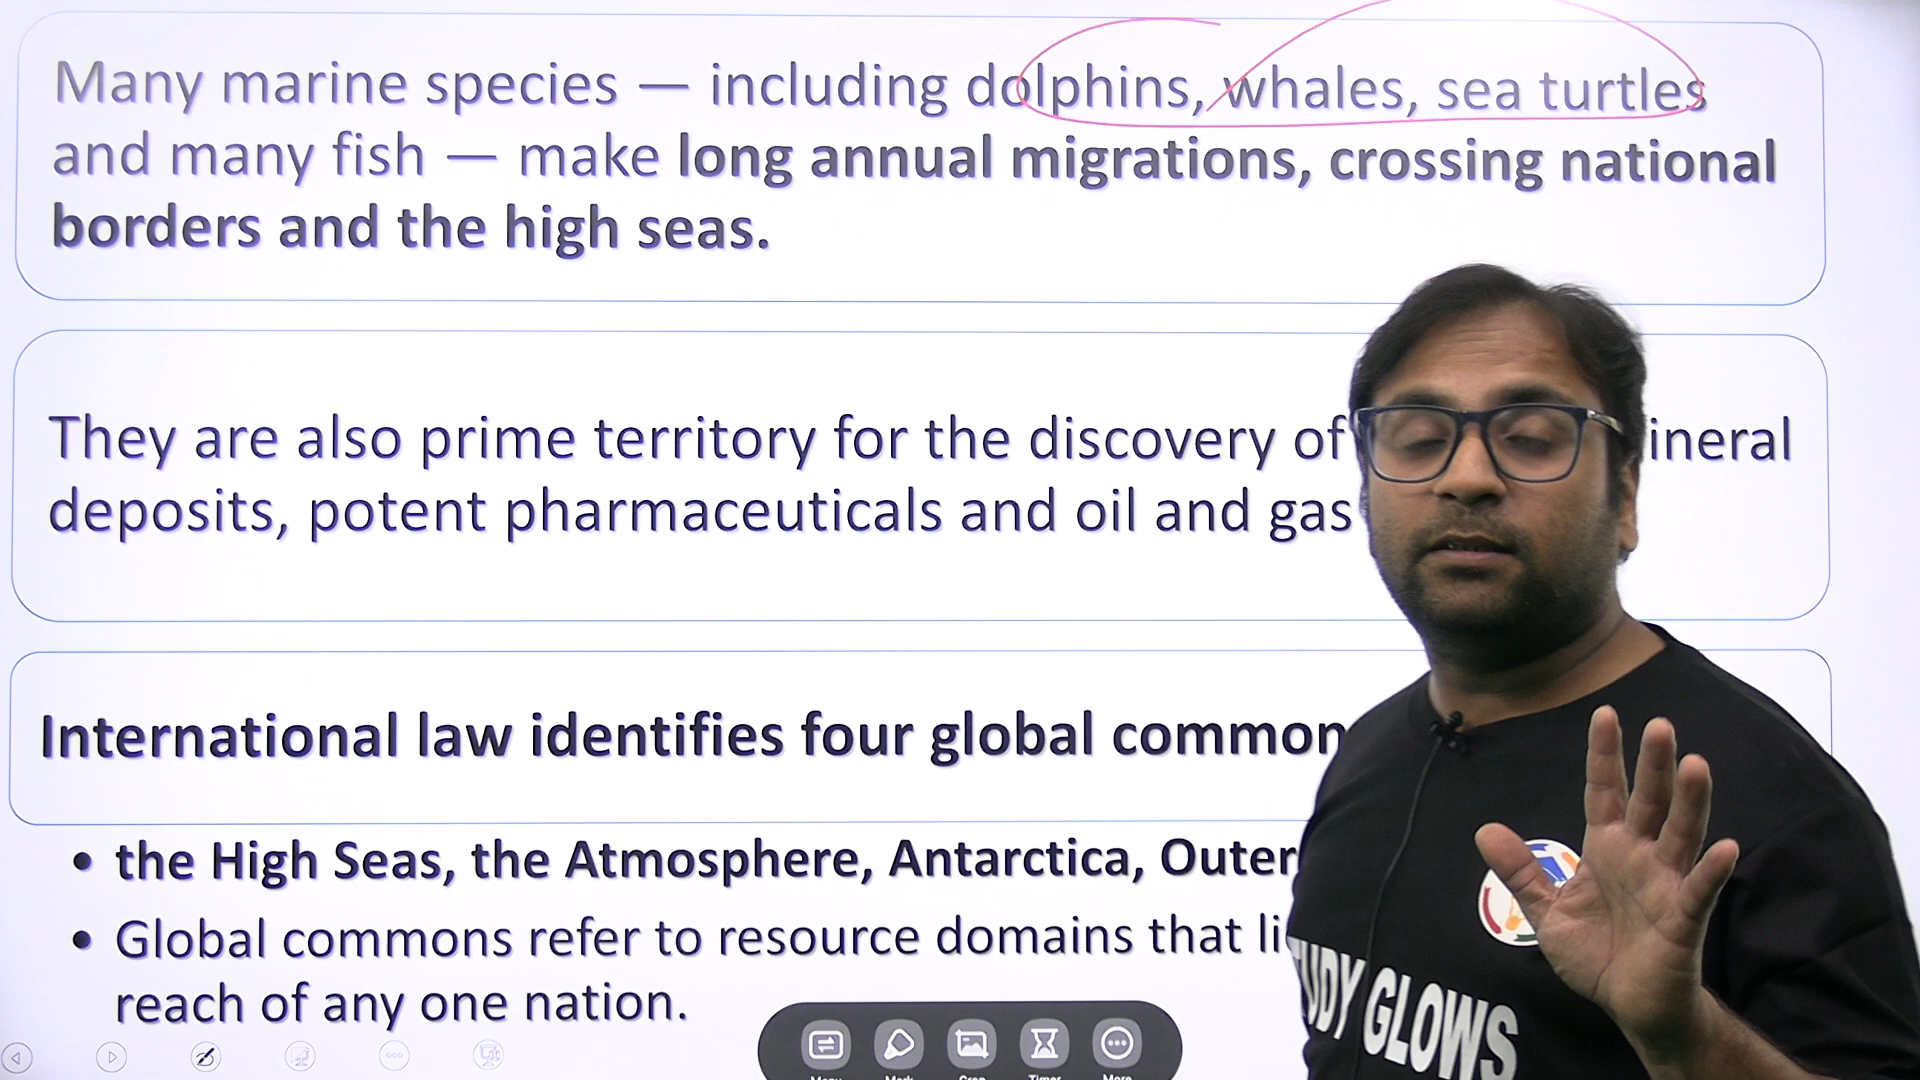 Many marine species — including dolphins, whales, sea turtles
and many fish — make long annual migrations, crossing national
borders and the high seas.
They are also prime territory for the discovery of
deposits, potent pharmaceuticals and oil and gas
International law identifies four global
the High Seas, the Atmosphere, Antarctica, Outer
Global commons refer to resource domains that
reach of any one nation.
GLOWS